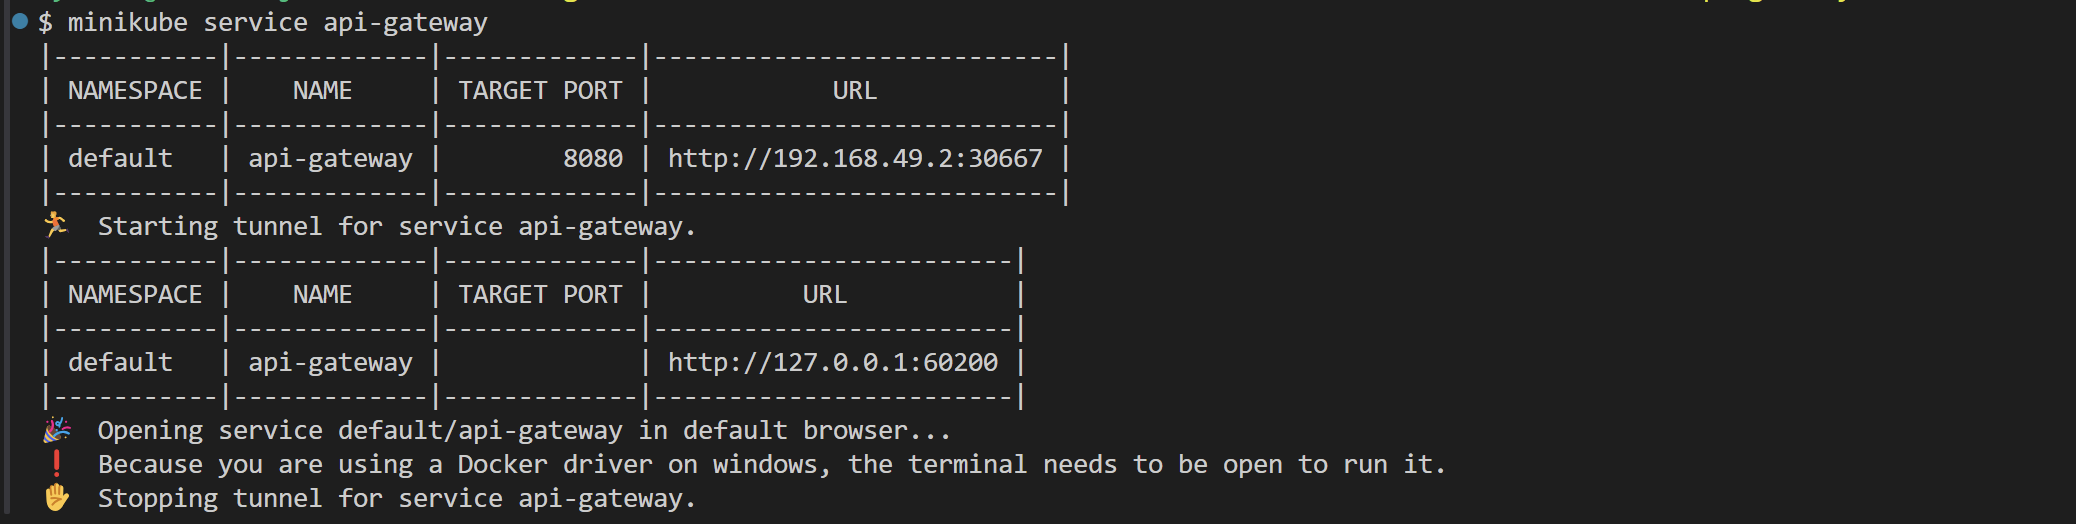 $ minikube service api-gateway
|-----------|-------------|-------------|---------------------------|
| NAMESPACE |    NAME     | TARGET PORT |            URL            |
|-----------|-------------|-------------|---------------------------|
| default   | api-gateway |        8080 | http://192.168.49.2:30667 |
|-----------|-------------|-------------|---------------------------|
🏃  Starting tunnel for service api-gateway.
|-----------|-------------|-------------|------------------------|
| NAMESPACE |    NAME     | TARGET PORT |          URL           |
|-----------|-------------|-------------|------------------------|
| default   | api-gateway |             | http://127.0.0.1:60200 |
|-----------|-------------|-------------|------------------------|
🎉  Opening service default/api-gateway in default browser...
❗  Because you are using a Docker driver on windows, the terminal needs to be open to run it.
✋  Stopping tunnel for service api-gateway.